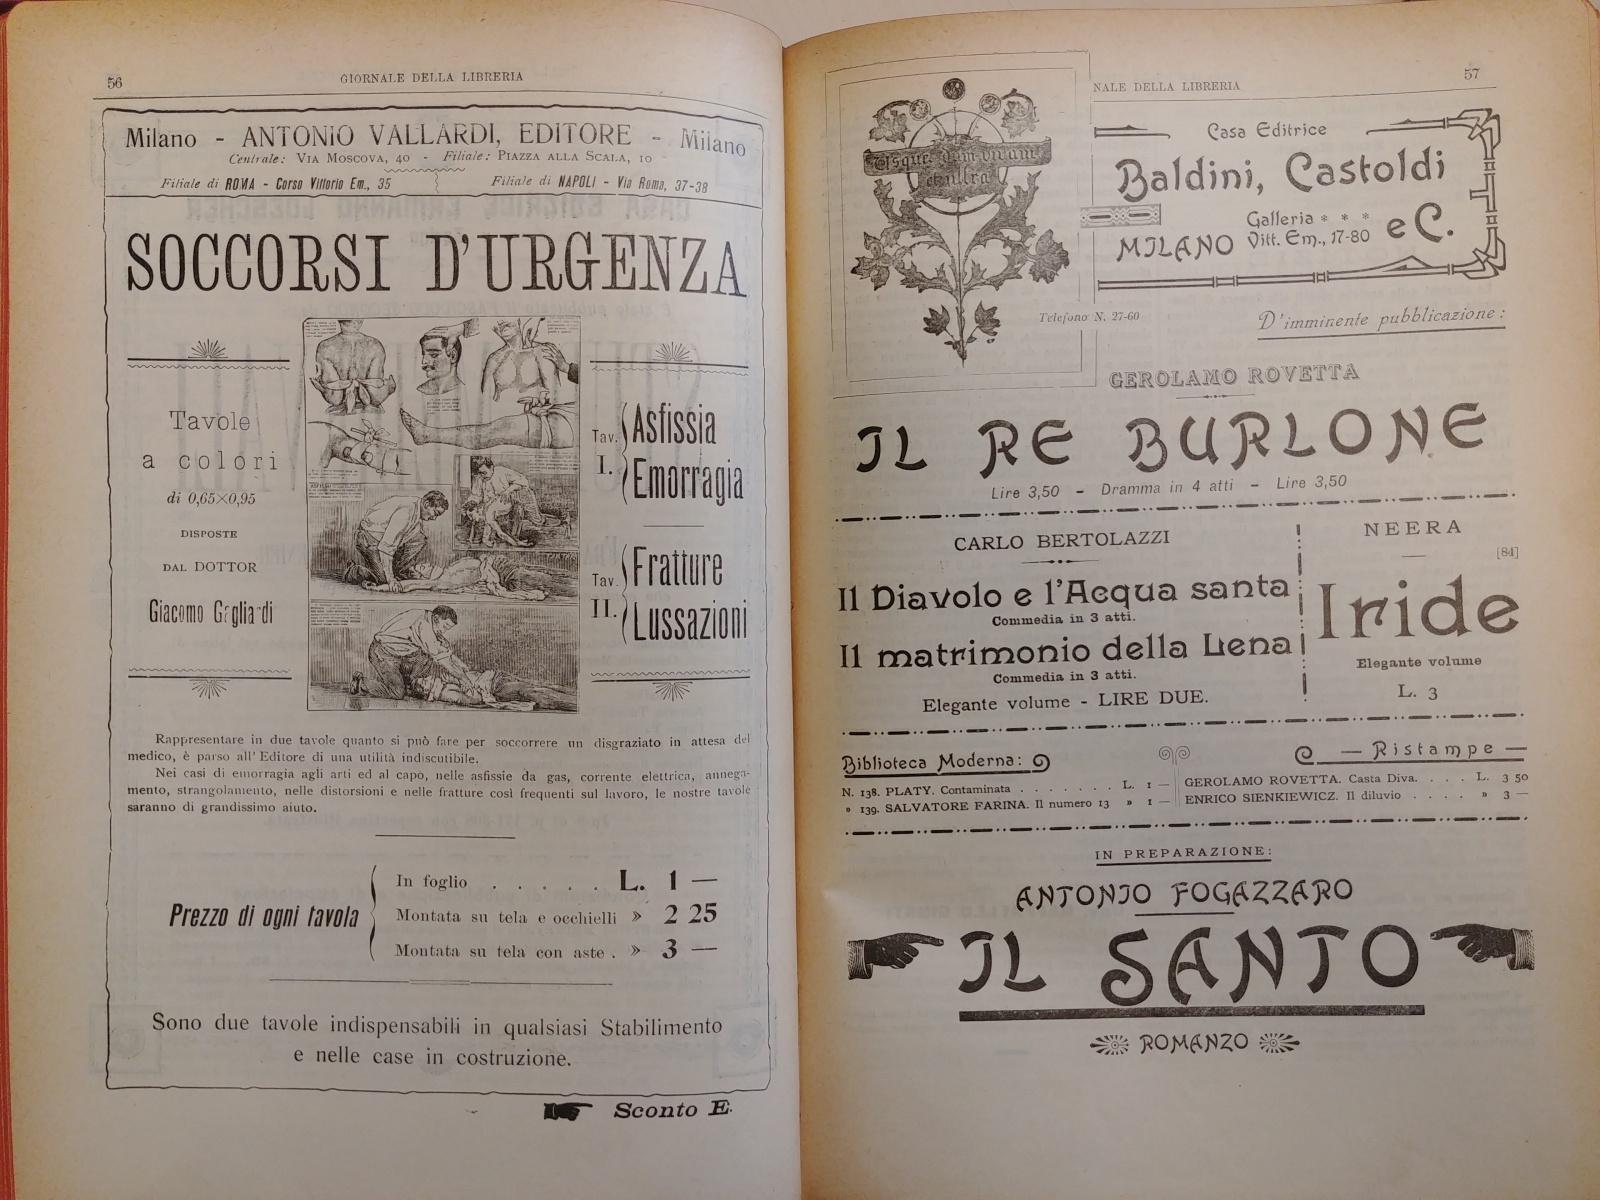 56
GIORNALE DELLA LIBRERIA
Milano - ANTONIO VALLARDI, EDITORE - Milano
Centrale: VIA MOSCOVA, 40 - Filiale: PIAZZA ALLA SCALA, 10
Filiale di ROMA - Corso Vittorio Em., 35
Filiale di NAPOLI - Via Roma, 37-38
SOCCORSI D'URGENZA
Tavole
a colori
di 0,65×0,95
DISPOSTE
DAL DOTTOR
Giacomo Gagliardi
Tav. I.
Asfissia
Emorragia
Tav. II.
Fratture
Lussazioni
Rappresentare in due tavole quanto si può fare per soccorrere un disgraziato in attesa del
medico, è parso all'Editore di una utilità indiscutibile.
Nei casi di emorragia agli arti ed al capo, nelle asfissie da gas, corrente elettrica, annega-
mento, strangolamento, nelle distorsioni e nelle fratture così frequenti sul lavoro, le nostre tavole
saranno di grandissimo aiuto.
Prezzo di ogni tavola
In foglio . . . . . L. 1 —
Montata su tela e occhielli » 2 25
Montata su tela con aste . » 3 —
Sono due tavole indispensabili in qualsiasi Stabilimento
e nelle case in costruzione.
Sconto E.
NALE DELLA LIBRERIA
57
Usque dum vivam
et ultra
Casa Editrice
Baldini, Castoldi
MILANO Galleria * * *
Vitt. Em., 17-80 e C.
Telefono N. 27-60
D'imminente pubblicazione:
GEROLAMO ROVETTA
IL RE BURLONE
Lire 3,50 - Dramma in 4 atti - Lire 3,50
CARLO BERTOLAZZI
Il Diavolo e l'Acqua santa
Commedia in 3 atti.
Il matrimonio della Lena
Commedia in 3 atti.
Elegante volume - LIRE DUE.
NEERA
[84]
Iride
Elegante volume
L. 3
Biblioteca Moderna:
N. 138. PLATY. Contaminata . . . . . . . L. 1 —
» 139. SALVATORE FARINA. Il numero 13 » 1 —
— Ristampe —
GEROLAMO ROVETTA. Casta Diva. . . . . L. 3 50
ENRICO SIENKIEWICZ. Il diluvio . . . . » 3 —
IN PREPARAZIONE:
ANTONIO FOGAZZARO
IL SANTO
ROMANZO